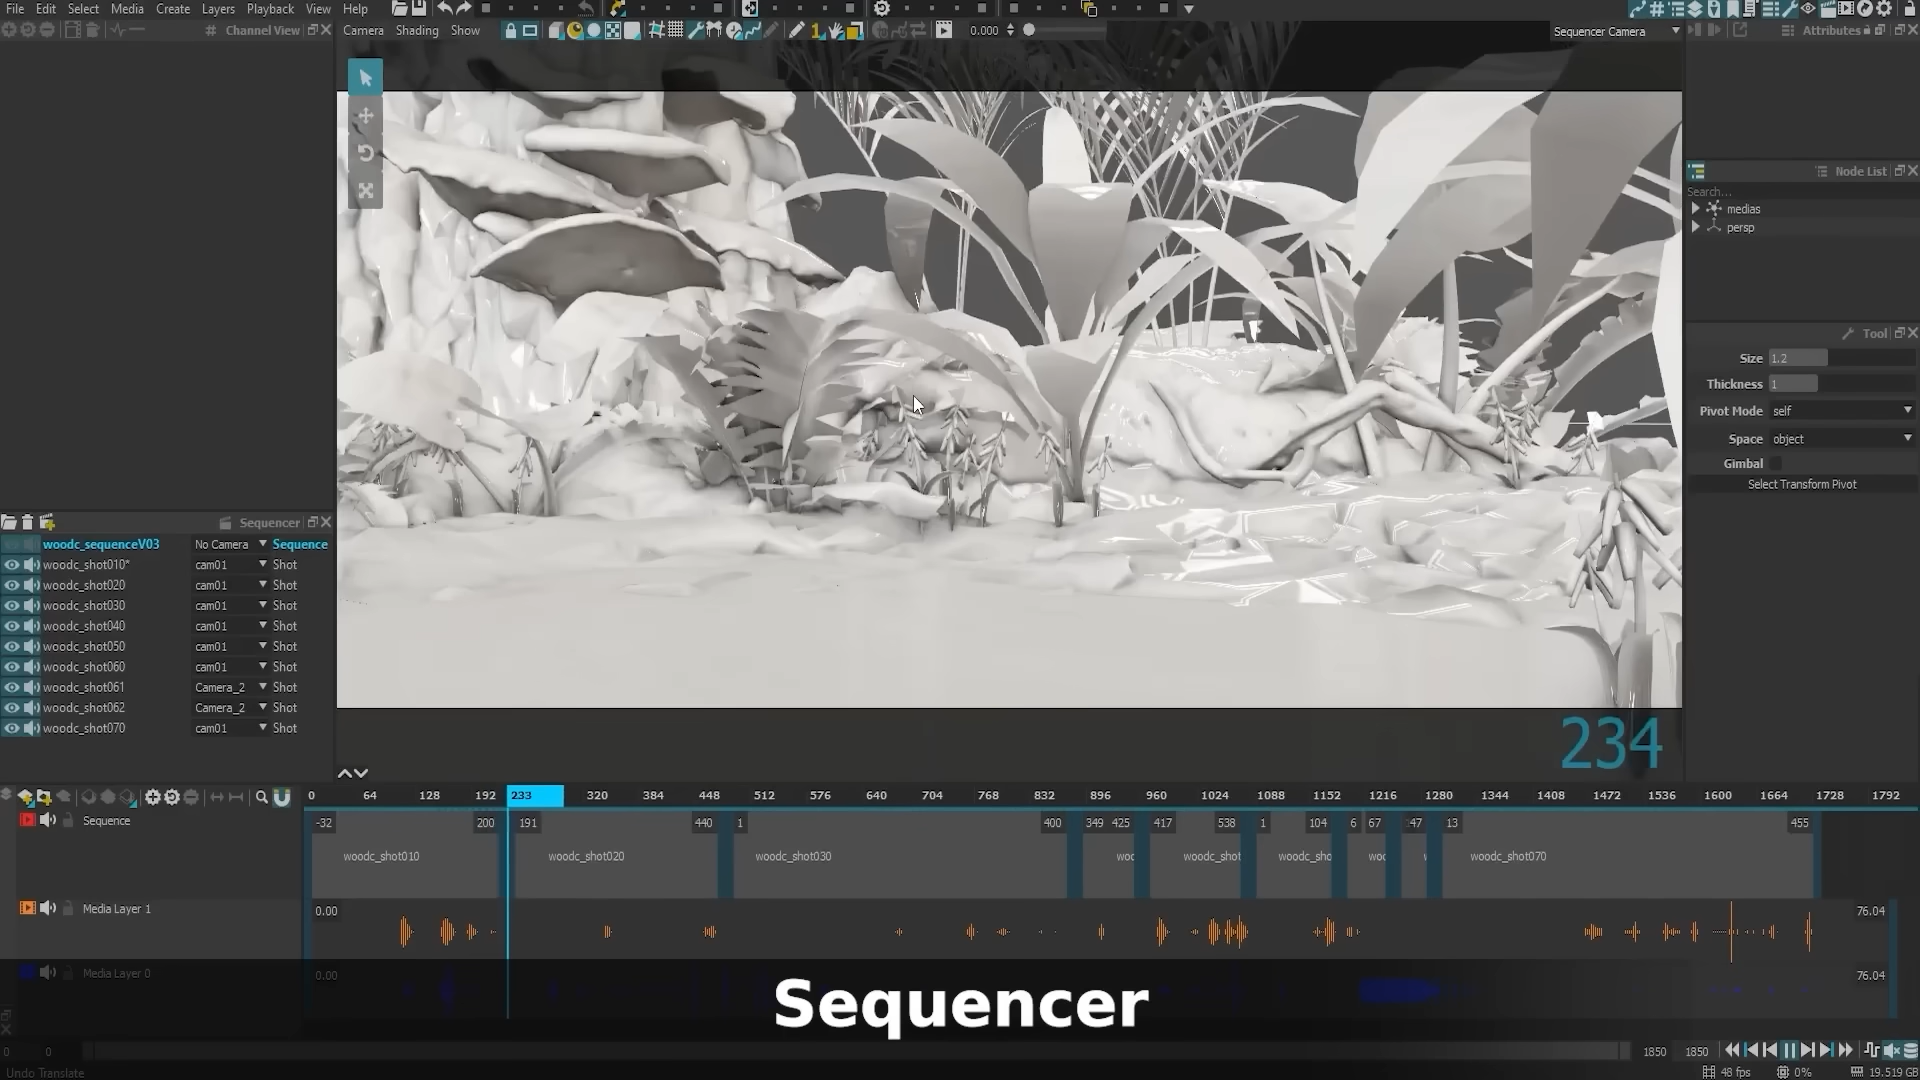 File Edit Select Media Create Layers Playback View Help
Channel View
Camera Shading Show
0.000
Sequencer Camera
Attributes
Node List
Search...
medias
persp
Tool
Size 1.2
Thickness 1
Pivot Mode self
Space object
Gimbal
Select Transform Pivot
Sequencer
woodc_sequenceV03 No Camera Sequence
woodc_shot010* cam01 Shot
woodc_shot020 cam01 Shot
woodc_shot030 cam01 Shot
woodc_shot040 cam01 Shot
woodc_shot050 cam01 Shot
woodc_shot060 cam01 Shot
woodc_shot061 Camera_2 Shot
woodc_shot062 Camera_2 Shot
woodc_shot070 cam01 Shot
234
0 64 128 192 233 320 384 448 512 576 640 704 768 832 896 960 1024 1088 1152 1216 1280 1344 1408 1472 1536 1600 1664 1728 1792
Sequence
-32 200 191 440 1 400 349 425 417 538 1 104 6 67 47 13 455
woodc_shot010 woodc_shot020 woodc_shot030 woo woodc_shot woodc_sho woo woodc_shot070
Media Layer 1
0.00 76.04
Media Layer 0
0.00 76.04
Sequencer
0 0 1850 1850
Undo Translate
48 fps 0% 19.519 GB